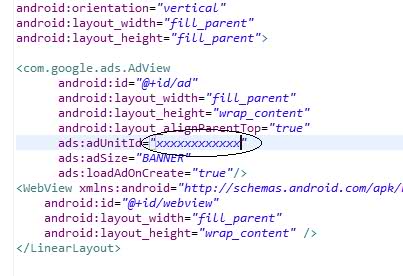 android:orientation="vertical"
android:layout_width="fill_parent"
android:layout_height="fill_parent">
<com.google.ads.AdView
android:id="@+id/ad"
android:layout_width="fill_parent"
android:layout_height="wrap_content"
android:layout_alignParentTop="true"
ads:adUnitId="xxxxxxxxxxxx"
ads:adSize="BANNER"
ads:loadAdOnCreate="true"/>
<WebView xmlns:android="http://schemas.android.com/apk/
android:id="@+id/webview"
android:layout_width="fill_parent"
android:layout_height="wrap_content" />
</LinearLayout>